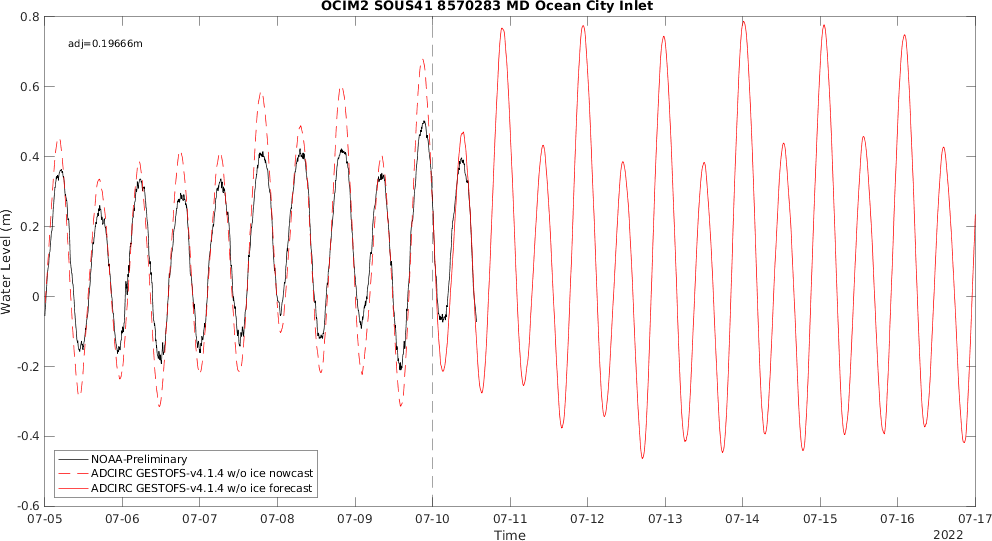 OCIM2 SOUS41 8570283 MD Ocean City Inlet
adj=0.19666m
0.8
0.6
0.4
0.2
0
-0.2
-0.4
-0.6
Water Level (m)
NOAA-Preliminary
ADCIRC GESTOFS-v4.1.4 w/o ice nowcast
ADCIRC GESTOFS-v4.1.4 w/o ice forecast
07-05 07-06 07-07 07-08 07-09 07-10 07-11 07-12 07-13 07-14 07-15 07-16 07-17
Time
2022